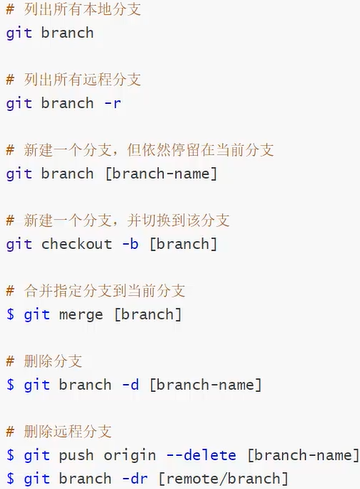 # 列出所有本地分支
git branch
# 列出所有远程分支
git branch -r
# 新建一个分支，但依然停留在当前分支
git branch [branch-name]
# 新建一个分支，并切换到该分支
git checkout -b [branch]
# 合并指定分支到当前分支
$ git merge [branch]
# 删除分支
$ git branch -d [branch-name]
# 删除远程分支
$ git push origin --delete [branch-name]
$ git branch -dr [remote/branch]